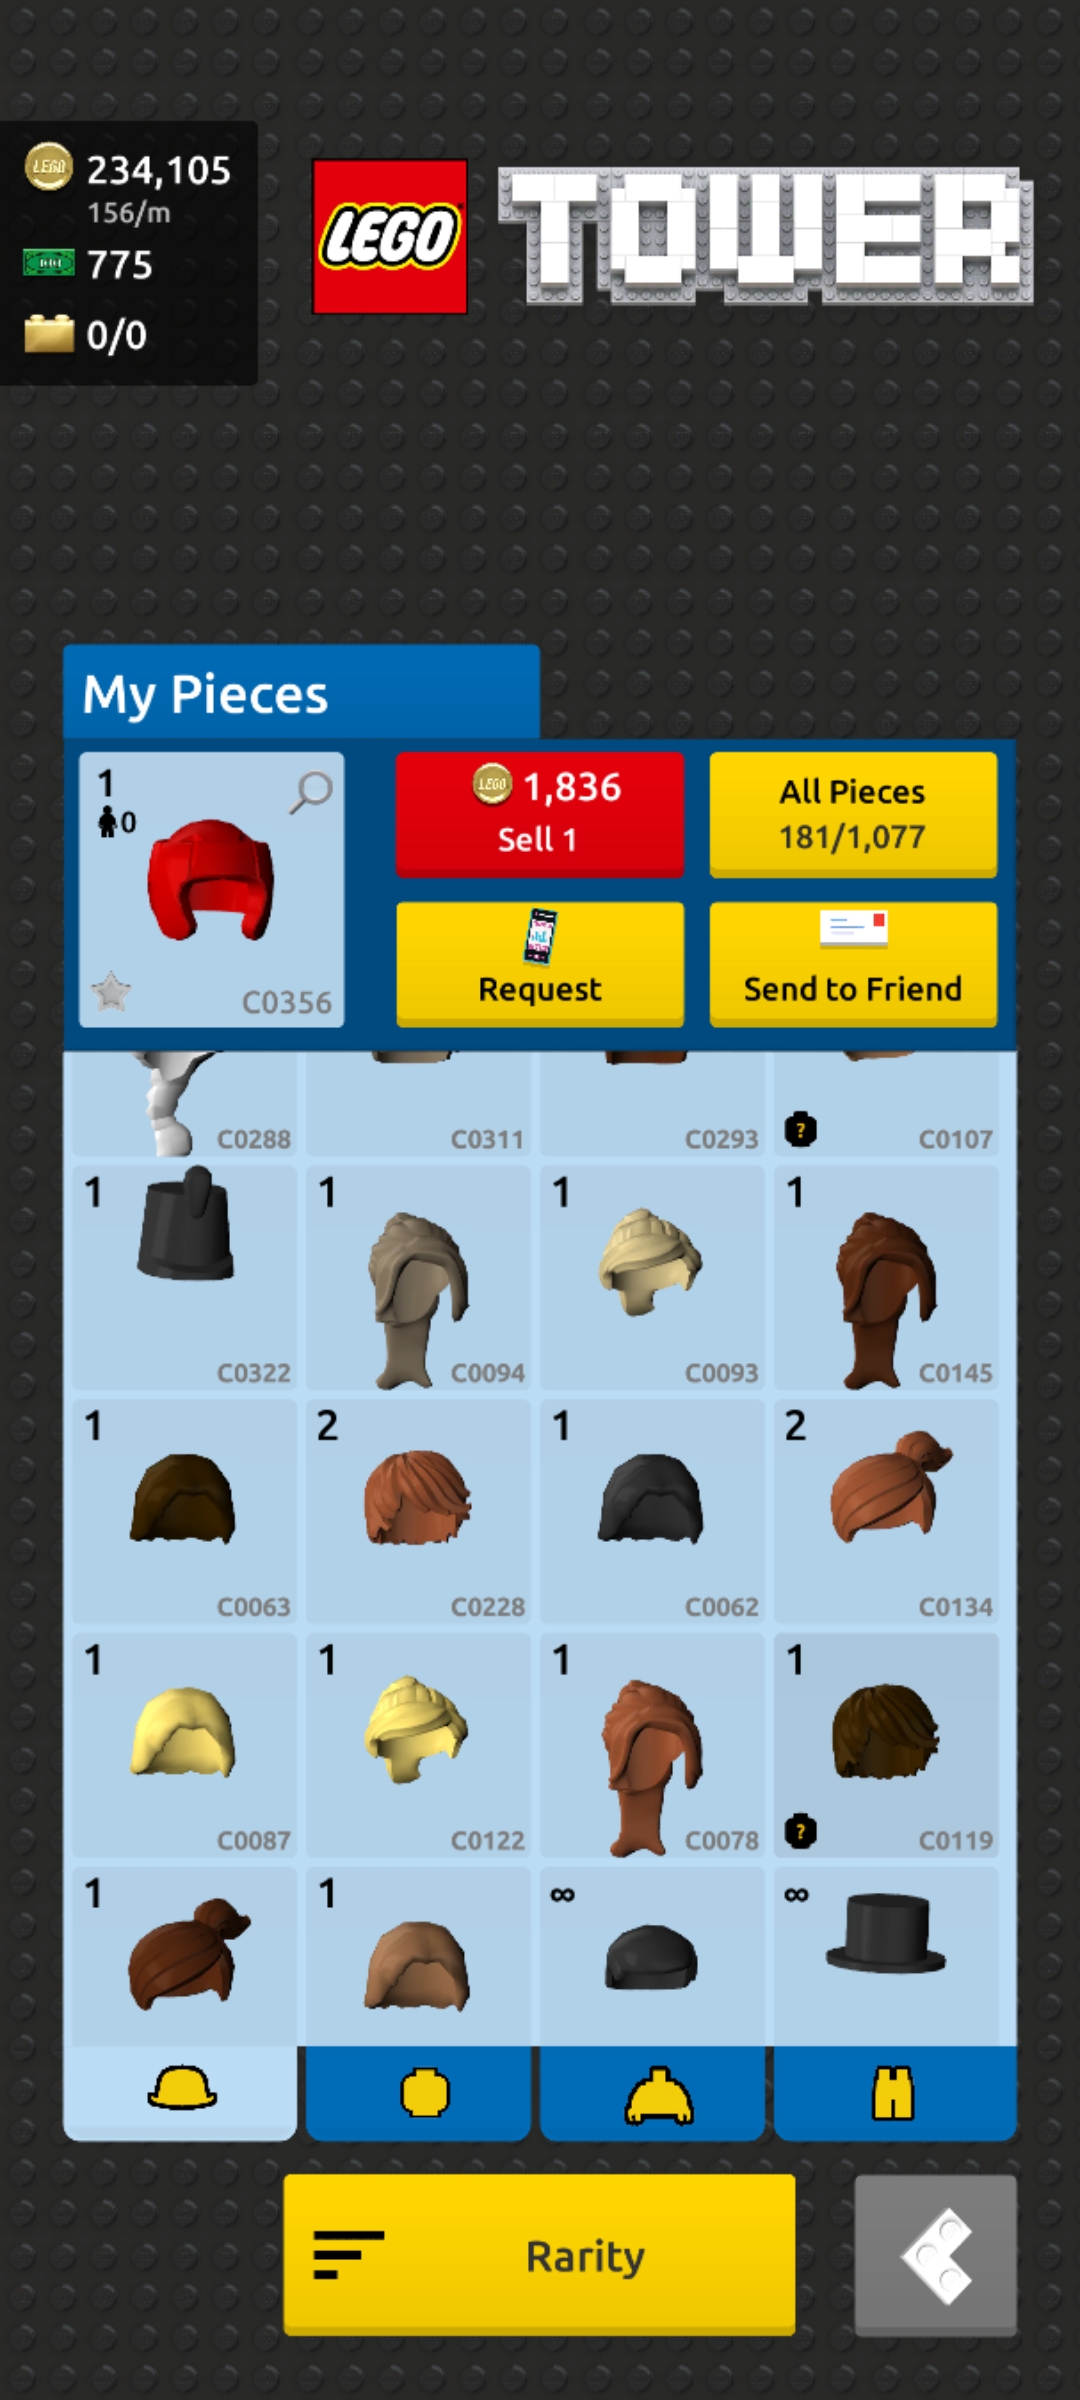 LEGO 234,105
156/m
775
0/0
LEGO
TOWER
My Pieces
1
0
C0356
LEGO 1,836
Sell 1
All Pieces
181/1,077
Request
Send to Friend
C0288
C0311
C0293
? C0107
1
C0322
1
C0094
1
C0093
1
C0145
1
C0063
2
C0228
1
C0062
2
C0134
1
C0087
1
C0122
1
C0078
1
? C0119
1
1
∞
∞
Rarity